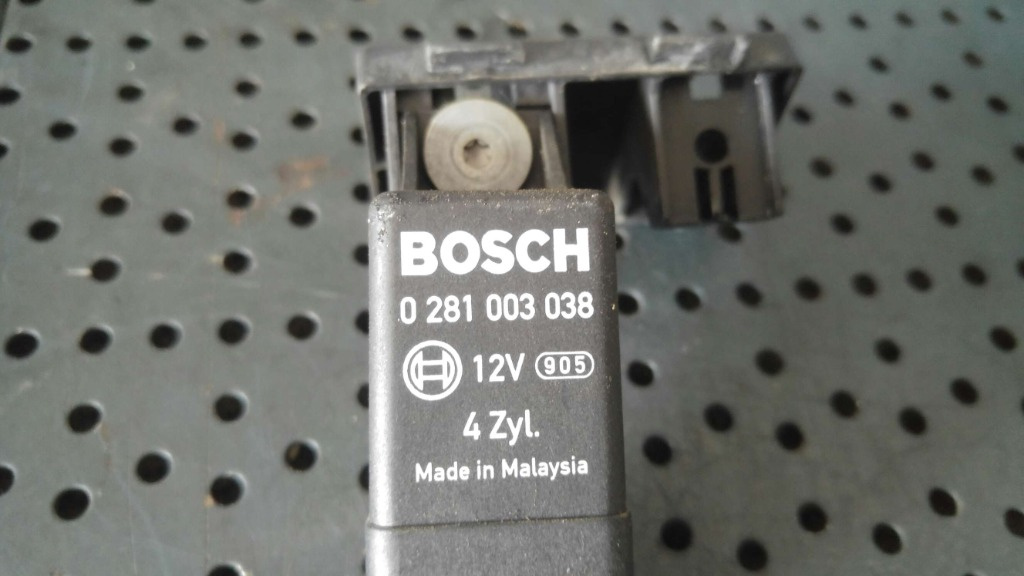 BOSCH
0 281 003 038
12V 905
4 Zyl.
Made in Malaysia